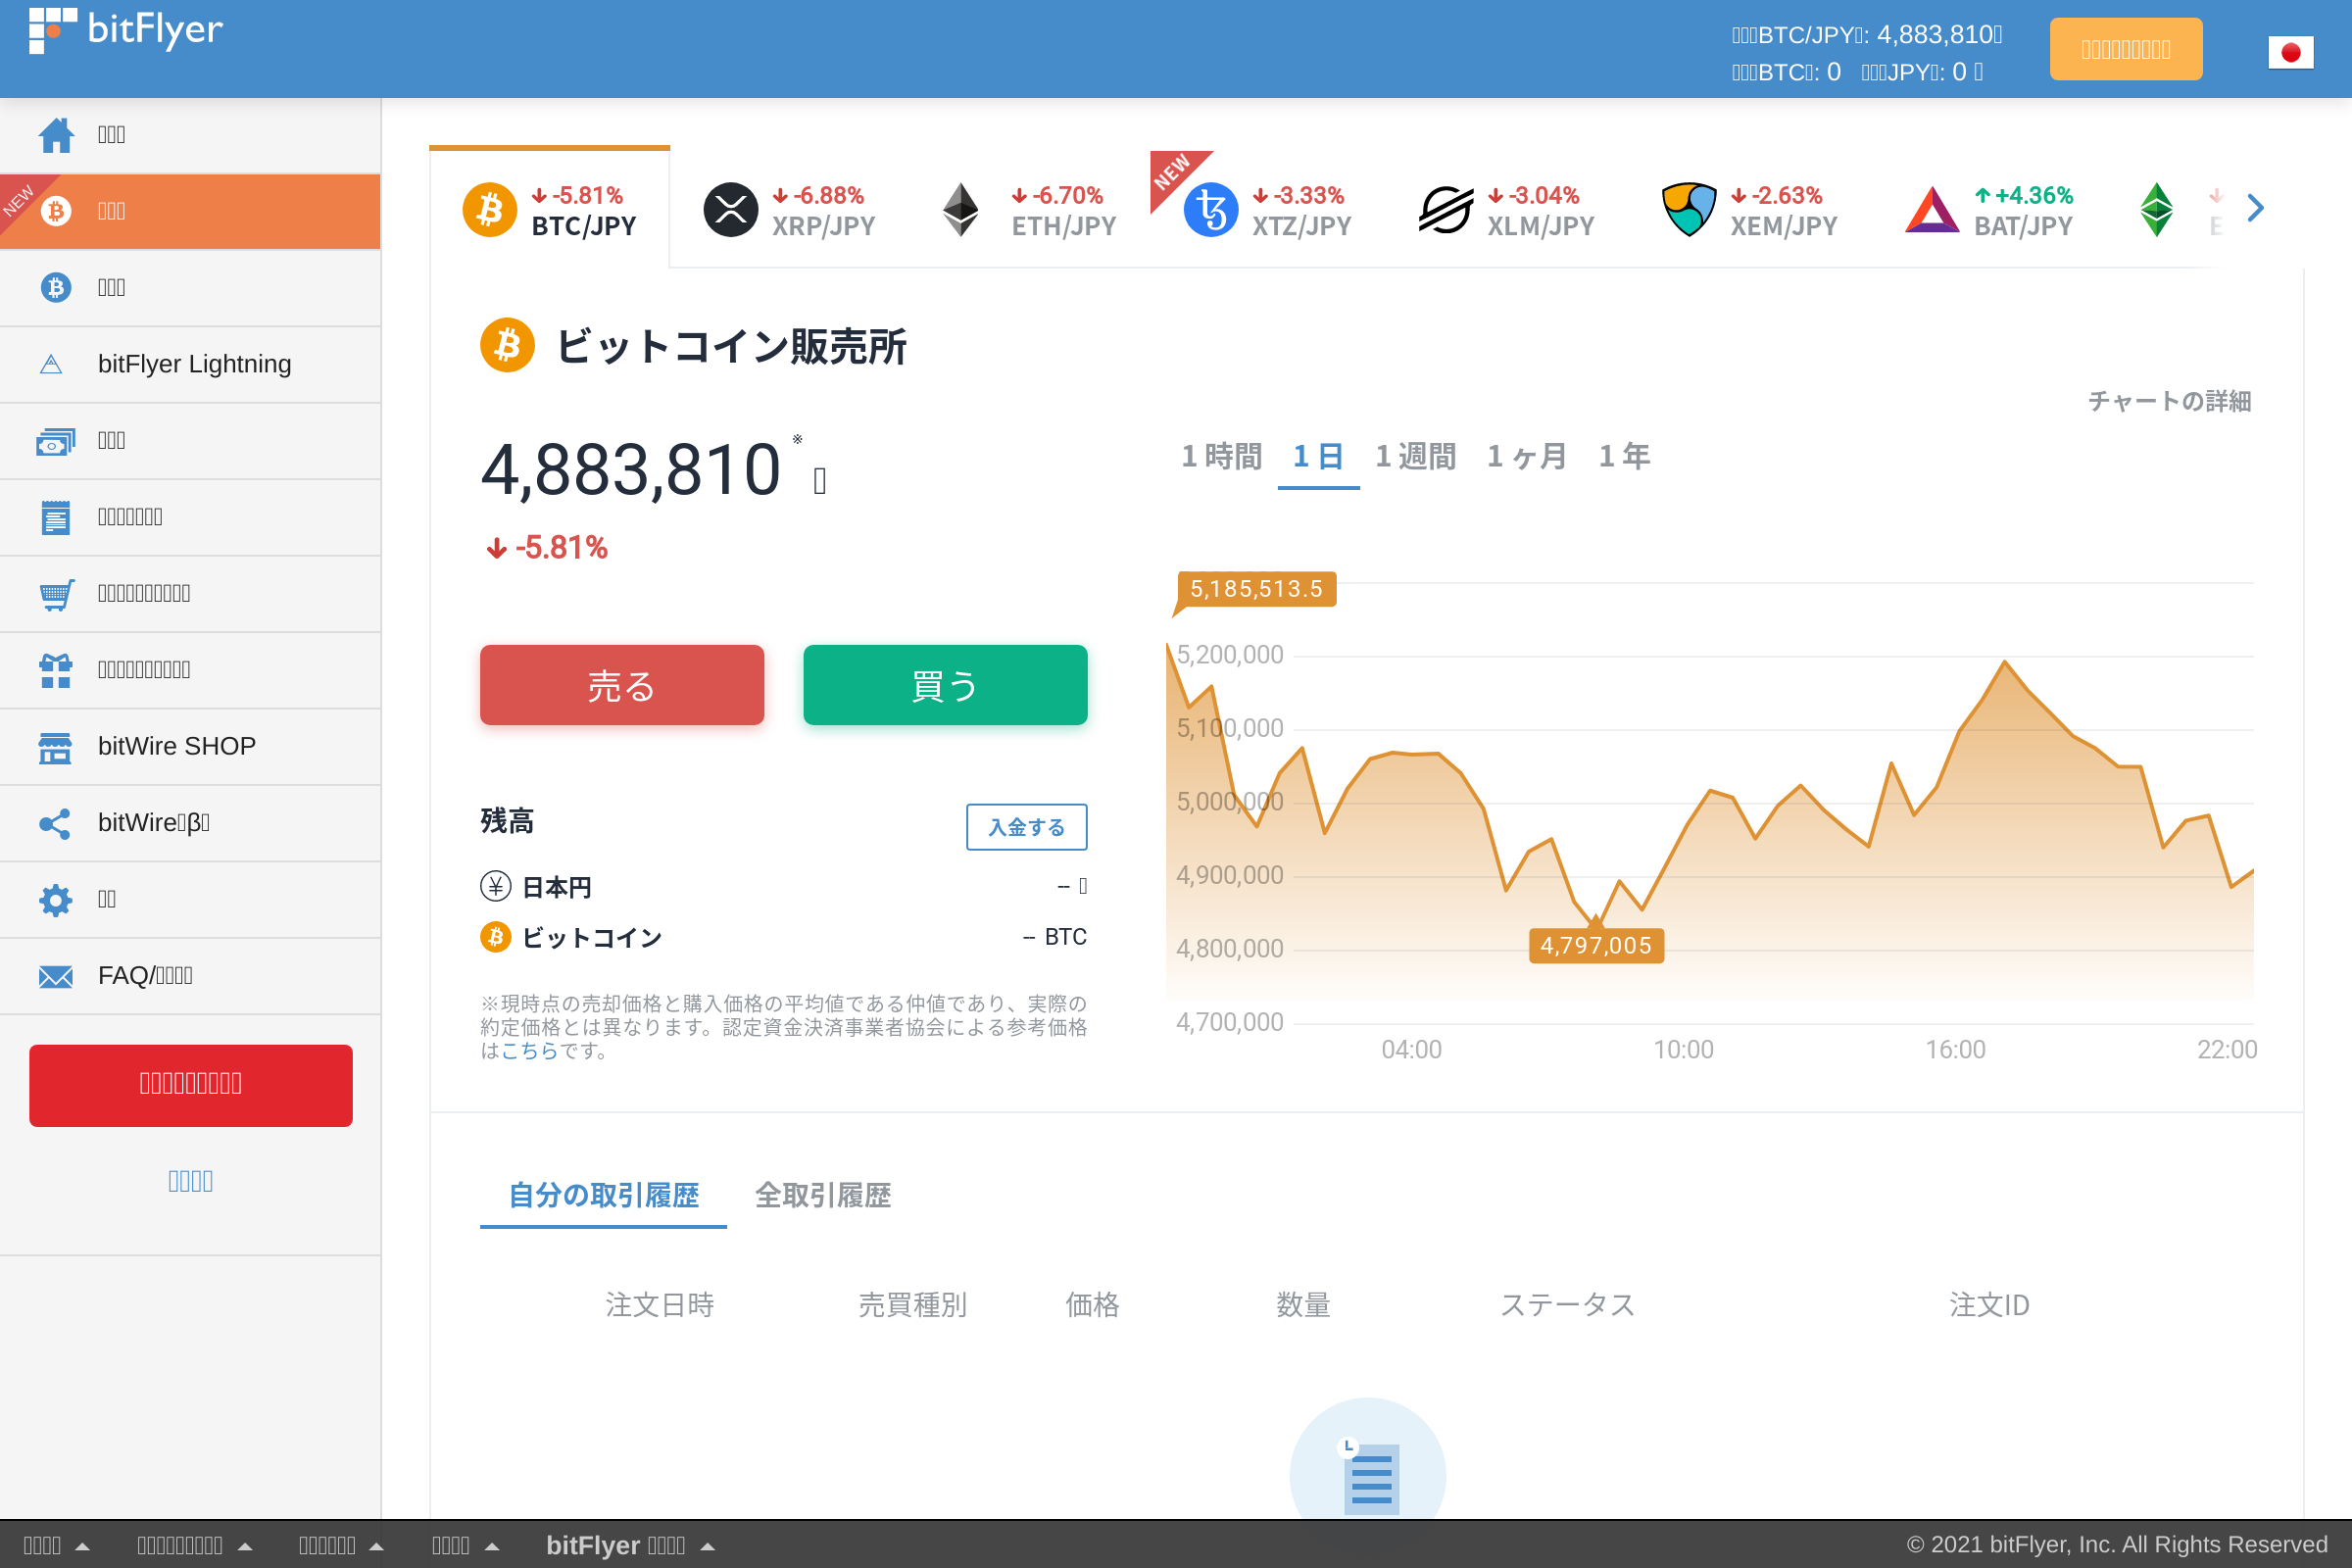 bitFlyer
BTC/JPY : 4,883,810
BTC : 0 JPY : 0
NEW
bitFlyer Lightning
bitWire SHOP
bitWire β
FAQ/
-5.81%
BTC/JPY
-6.88%
XRP/JPY
-6.70%
ETH/JPY
NEW
-3.33%
XTZ/JPY
-3.04%
XLM/JPY
-2.63%
XEM/JPY
+4.36%
BAT/JPY
ビットコイン販売所
チャートの詳細
4,883,810 ※
-5.81%
1 時間 1 日 1 週間 1 ヶ月 1 年
売る 買う
残高 入金する
日本円 --
ビットコイン -- BTC
※現時点の売却価格と購入価格の平均値である仲値であり、実際の
約定価格とは異なります。認定資金決済事業者協会による参考価格
はこちらです。
5,185,513.5
5,200,000
5,100,000
5,000,000
4,900,000
4,797,005
4,800,000
4,700,000
04:00 10:00 16:00 22:00
自分の取引履歴 全取引履歴
注文日時 売買種別 価格 数量 ステータス 注文ID
bitFlyer
© 2021 bitFlyer, Inc. All Rights Reserved